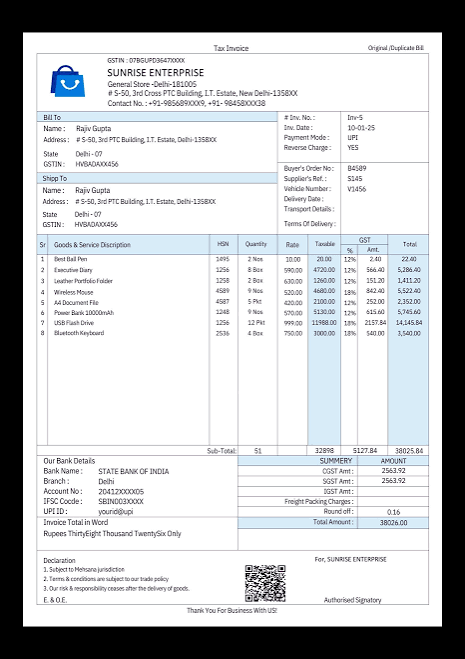 Tax Invoice
Original /Duplicate Bill
GSTIN : 07BGUPD3647XXXX
SUNRISE ENTERPRISE
General Store -Delhi-181005
# S-50, 3rd Cross PTC Building, I.T. Estate, New Delhi-1358XX
Contact No. : +91-985689XXX9, +91- 98458XXX38
Bill To
Name : Rajiv Gupta
Address : # S-50, 3rd PTC Building, I.T. Estate, Delhi-1358XX
State Delhi - 07
GSTIN : HVBADAXX456
Shipp To
Name : Rajiv Gupta
Address : # S-50, 3rd PTC Building, I.T. Estate, Delhi-1358XX
State Delhi - 07
GSTIN : HVBADAXX456
# Inv. No. : Inv-5
Inv. Date : 10-01-25
Payment Mode : UPI
Reverse Charge : YES
Buyer's Order No : B4589
Supplier's Ref. : S145
Vehicle Number : V1456
Delivery Date :
Transport Details :
Terms Of Delivery :
Sr Goods & Service Discription HSN Quantity Rate Taxable GST Total
% Amt.
1 Best Ball Pen 1495 2 Nos 10.00 20.00 12% 2.40 22.40
2 Executive Diary 1256 8 Box 590.00 4720.00 12% 566.40 5,286.40
3 Leather Portfolio Folder 1258 2 Box 630.00 1260.00 12% 151.20 1,411.20
4 Wireless Mouse 4589 9 Nos 520.00 4680.00 18% 842.40 5,522.40
5 A4 Document File 4587 5 Pkt 420.00 2100.00 12% 252.00 2,352.00
6 Power Bank 10000mAh 1248 9 Nos 570.00 5130.00 12% 615.60 5,745.60
7 USB Flash Drive 1256 12 Pkt 999.00 11988.00 18% 2157.84 14,145.84
8 Bluetooth Keyboard 2536 4 Box 750.00 3000.00 18% 540.00 3,540.00
Sub-Total: 51 32898 5127.84 38025.84
Our Bank Details
Bank Name : STATE BANK OF INDIA
Branch : Delhi
Account No : 20412XXXX05
IFSC Cocde : SBIN003XXXX
UPI ID : yourid@upi
SUMMERY AMOUNT
CGST Amt : 2563.92
SGST Amt : 2563.92
IGST Amt :
Freight Packing Charges :
Round off : 0.16
Total Amount : 38026.00
Invoice Total in Word
Rupees ThirtyEight Thousand TwentySix Only
Declaration
1. Subject to Mehsana jurisdiction
2. Terms & conditions are subject to our trade policy
3. Our risk & responsibility ceases after the delivery of goods.
E. & O.E.
For, SUNRISE ENTERPRISE
Authorised Signatory
Thank You For Business With US!